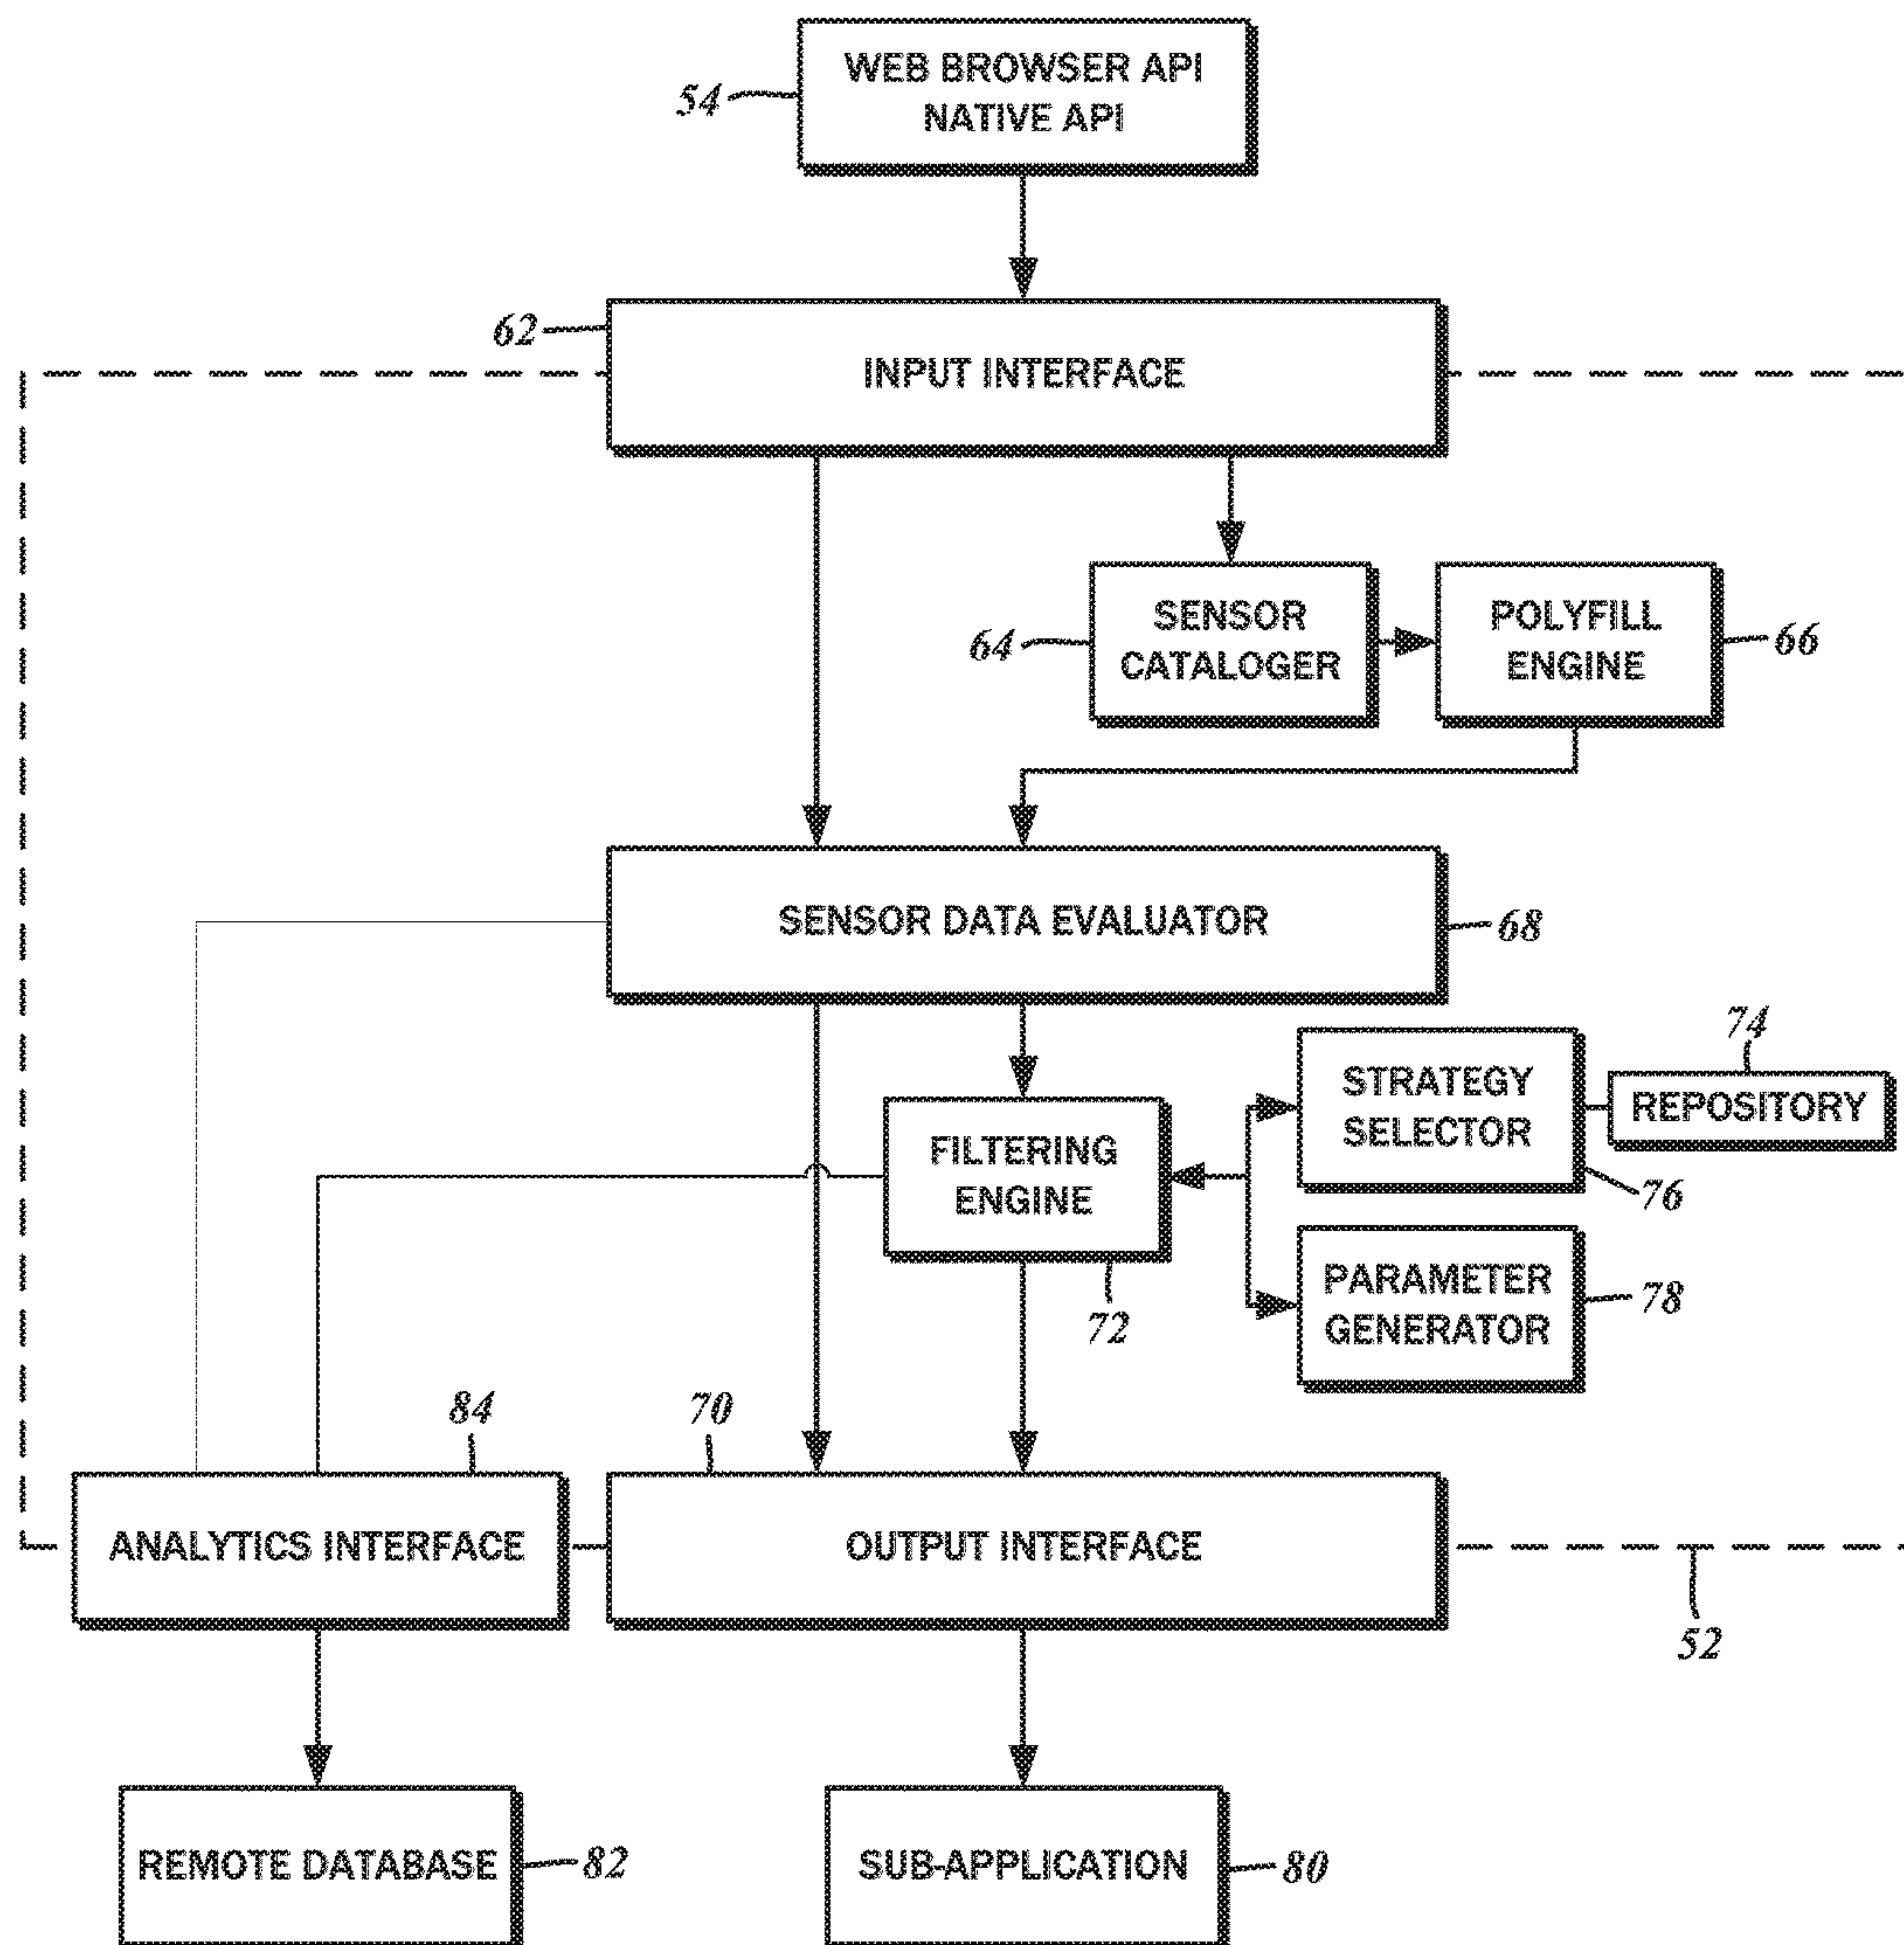 WEB BROWSER API
NATIVE API
54
62
INPUT INTERFACE
64
SENSOR
CATALOGER
POLYFILL
ENGINE
66
SENSOR DATA EVALUATOR
68
74
STRATEGY
SELECTOR
REPOSITORY
76
FILTERING
ENGINE
72
PARAMETER
GENERATOR
78
84
70
ANALYTICS INTERFACE
OUTPUT INTERFACE
52
REMOTE DATABASE
82
SUB-APPLICATION
80